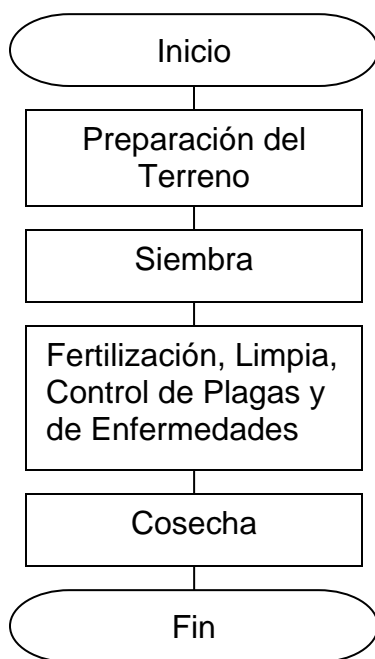 Inicio
Preparación del
Terreno
Siembra
Fertilización, Limpia,
Control de Plagas y
de Enfermedades
Cosecha
Fin